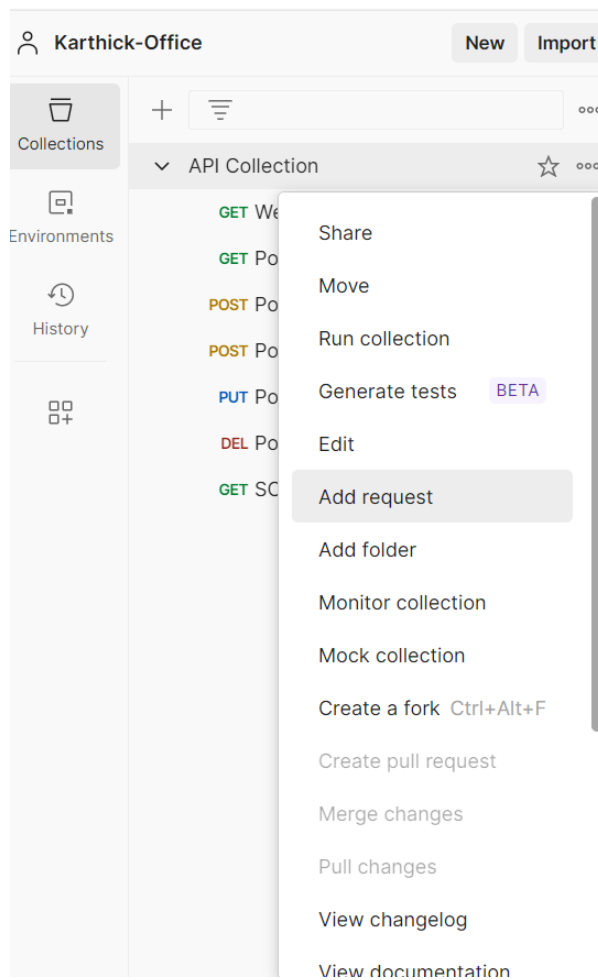 Karthick-Office
New
Import
Collections
API Collection
GET We
Environments
GET Po
POST Po
History
POST Po
PUT Po
DEL Po
GET SO
Share
Move
Run collection
Generate tests BETA
Edit
Add request
Add folder
Monitor collection
Mock collection
Create a fork Ctrl+Alt+F
Create pull request
Merge changes
Pull changes
View changelog
View documentation